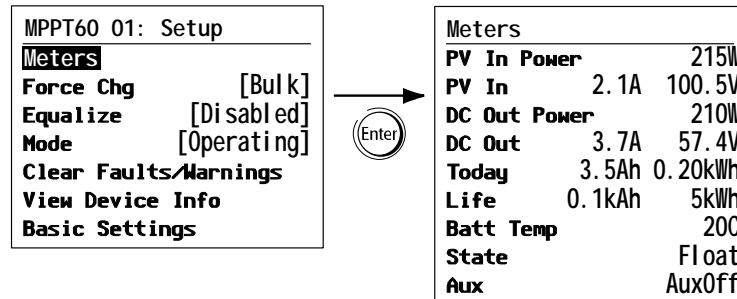 MPPT60 01: Setup
Meters
Force Chg [Bulk]
Equalize [Disabled]
Mode [Operating]
Clear Faults/Warnings
View Device Info
Basic Settings
Enter
Meters
PV In Power 215W
PV In 2.1A 100.5V
DC Out Power 210W
DC Out 3.7A 57.4V
Today 3.5Ah 0.20kWh
Life 0.1kAh 5kWh
Batt Temp 20C
State Float
Aux AuxOff